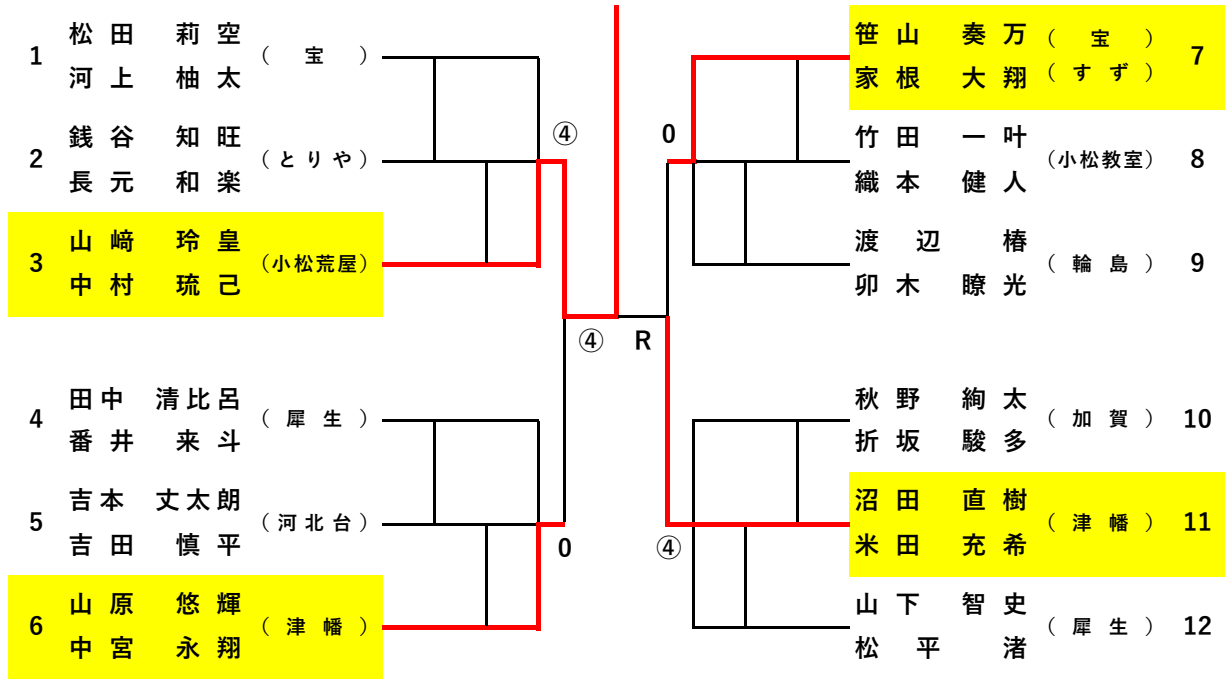 1 松田 莉空 (宝)
河上 柚太
2 銭谷 知旺 (とりや)
長元 和楽
3 山﨑 玲皇 (小松荒屋)
中村 琉己
4 田中 清比呂 (犀生)
番井 来斗
5 吉本 丈太朗 (河北台)
吉田 慎平
6 山原 悠輝 (津幡)
中宮 永翔
④
④
0
R
0
④
笹山 奏万 (宝) 7
家根 大翔 (すず)
竹田 一叶 (小松教室) 8
織本 健人
渡辺 椿 (輪島) 9
卯木 瞭光
秋野 絢太 (加賀) 10
折坂 駿多
沼田 直樹 (津幡) 11
米田 充希
山下 智史 (犀生) 12
松平 渚